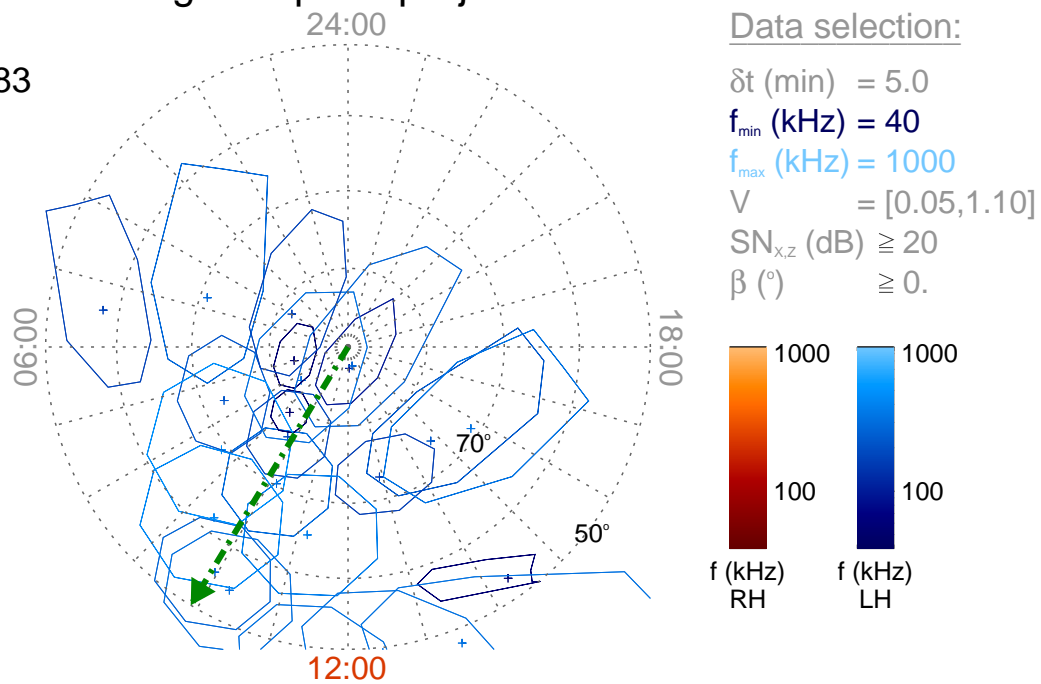 24:00
83
06:00
18:00
70°
50°
12:00
Data selection:
δt (min) = 5.0
fmin (kHz) = 40
fmax (kHz) = 1000
V = [0.05,1.10]
SNX,Z (dB) ≧ 20
β (°) ≧ 0.
1000
1000
100
100
f (kHz)
RH
f (kHz)
LH